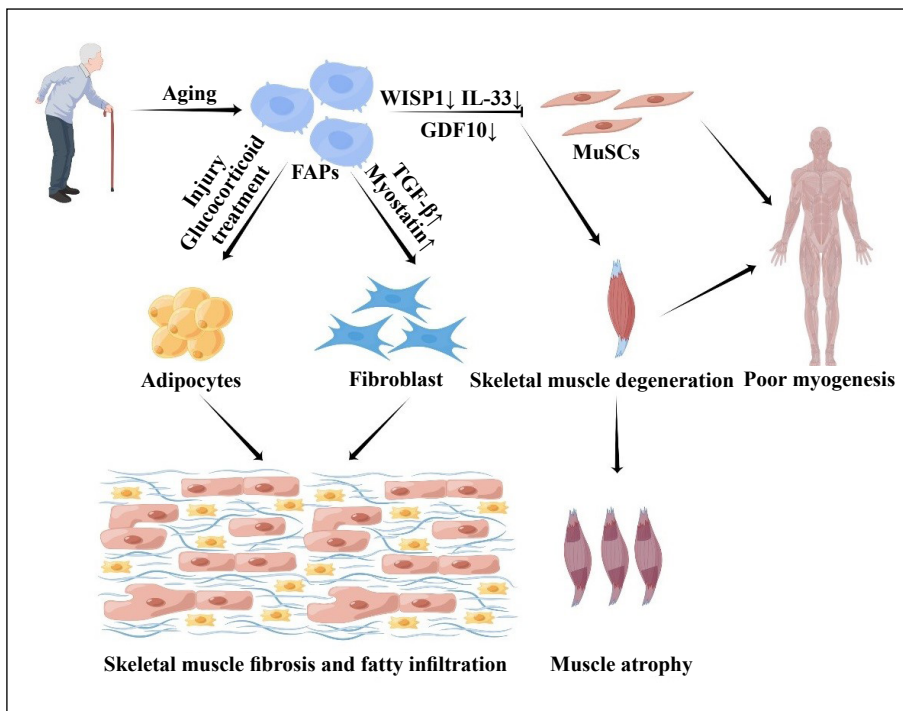 Aging
FAPs
WISP1↓ IL-33↓
GDF10↓
MuSCs
Injury
Glucocorticoid
treatment
TGF-β↑
Myostatin↑
Adipocytes
Fibroblast
Skeletal muscle degeneration
Poor myogenesis
Skeletal muscle fibrosis and fatty infiltration
Muscle atrophy